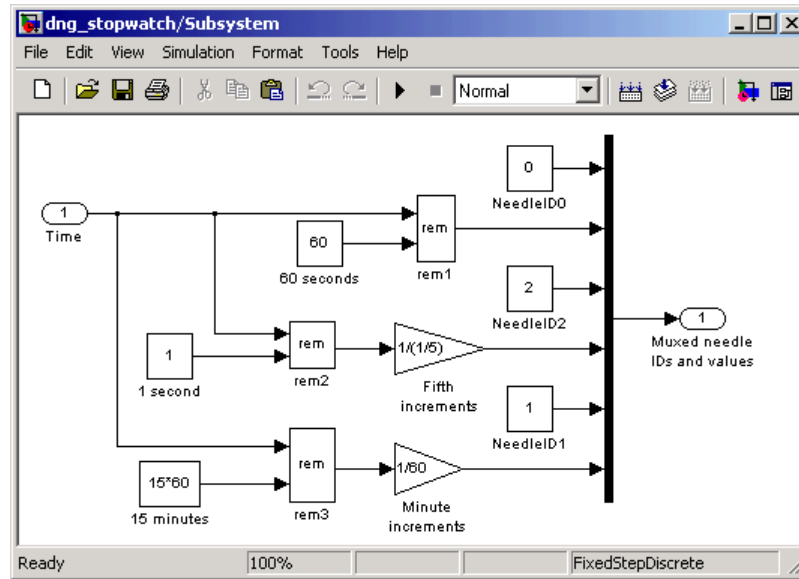 dng_stopwatch/Subsystem
File Edit View Simulation Format Tools Help
Normal
0
NeedleID0
1
Time
rem
rem1
60
60 seconds
2
NeedleID2
1
Muxed needle
IDs and values
1
1 second
rem
rem2
1/(1/5)
Fifth
increments
1
NeedleID1
15*60
15 minutes
rem
rem3
1/60
Minute
increments
Ready 100% FixedStepDiscrete